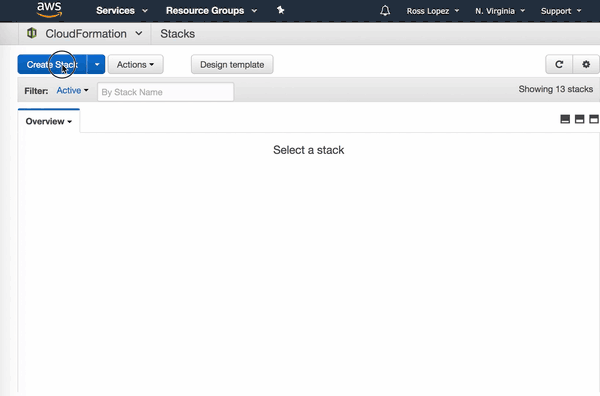 aws Services Resource Groups Ross Lopez N. Virginia Support
CloudFormation Stacks
Create Stack Actions Design template
Filter: Active By Stack Name Showing 13 stacks
Overview
Select a stack